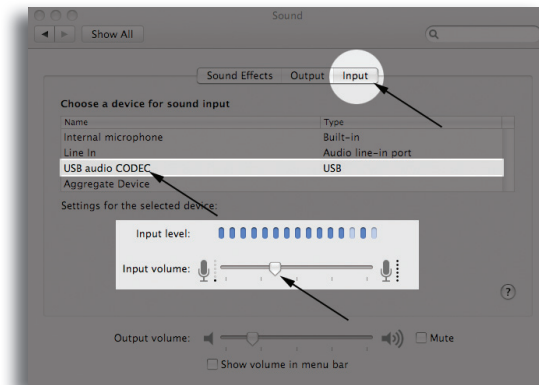 Sound
Show All
Sound Effects Output Input
Choose a device for sound input
Name Type
Internal microphone Built-in
Line In Audio line-in port
USB audio CODEC USB
Aggregate Device
Settings for the selected device:
Input level:
Input volume:
?
Output volume: Mute
Show volume in menu bar